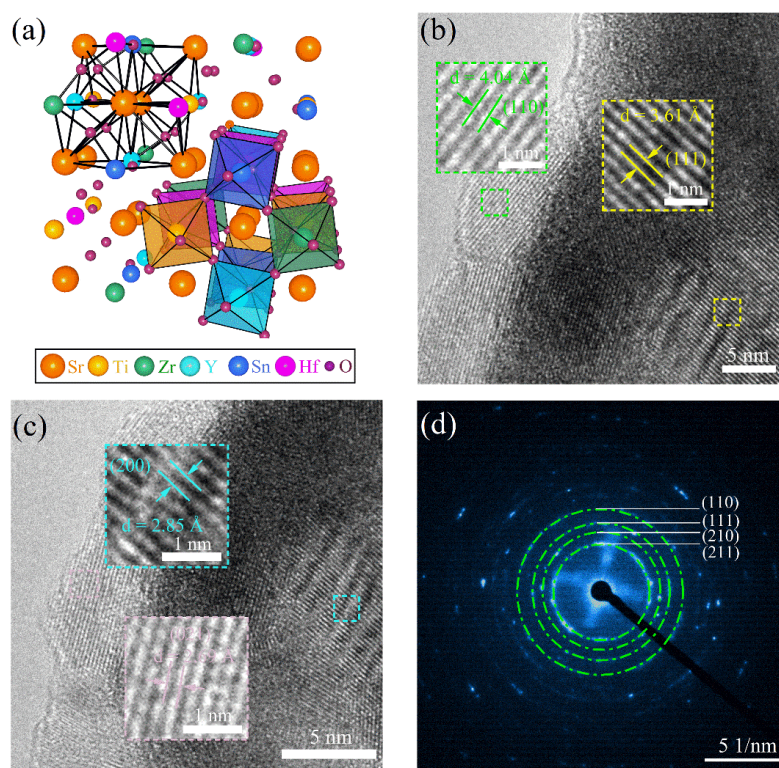 (a)
Sr Ti Zr Y Sn Hf O
(b)
d = 4.04 Å
(110)
1 nm
d = 3.61 Å
(111)
1 nm
5 nm
(c)
(200)
d = 2.85 Å
1 nm
1 nm
5 nm
(d)
(110)
(111)
(210)
(211)
5 1/nm